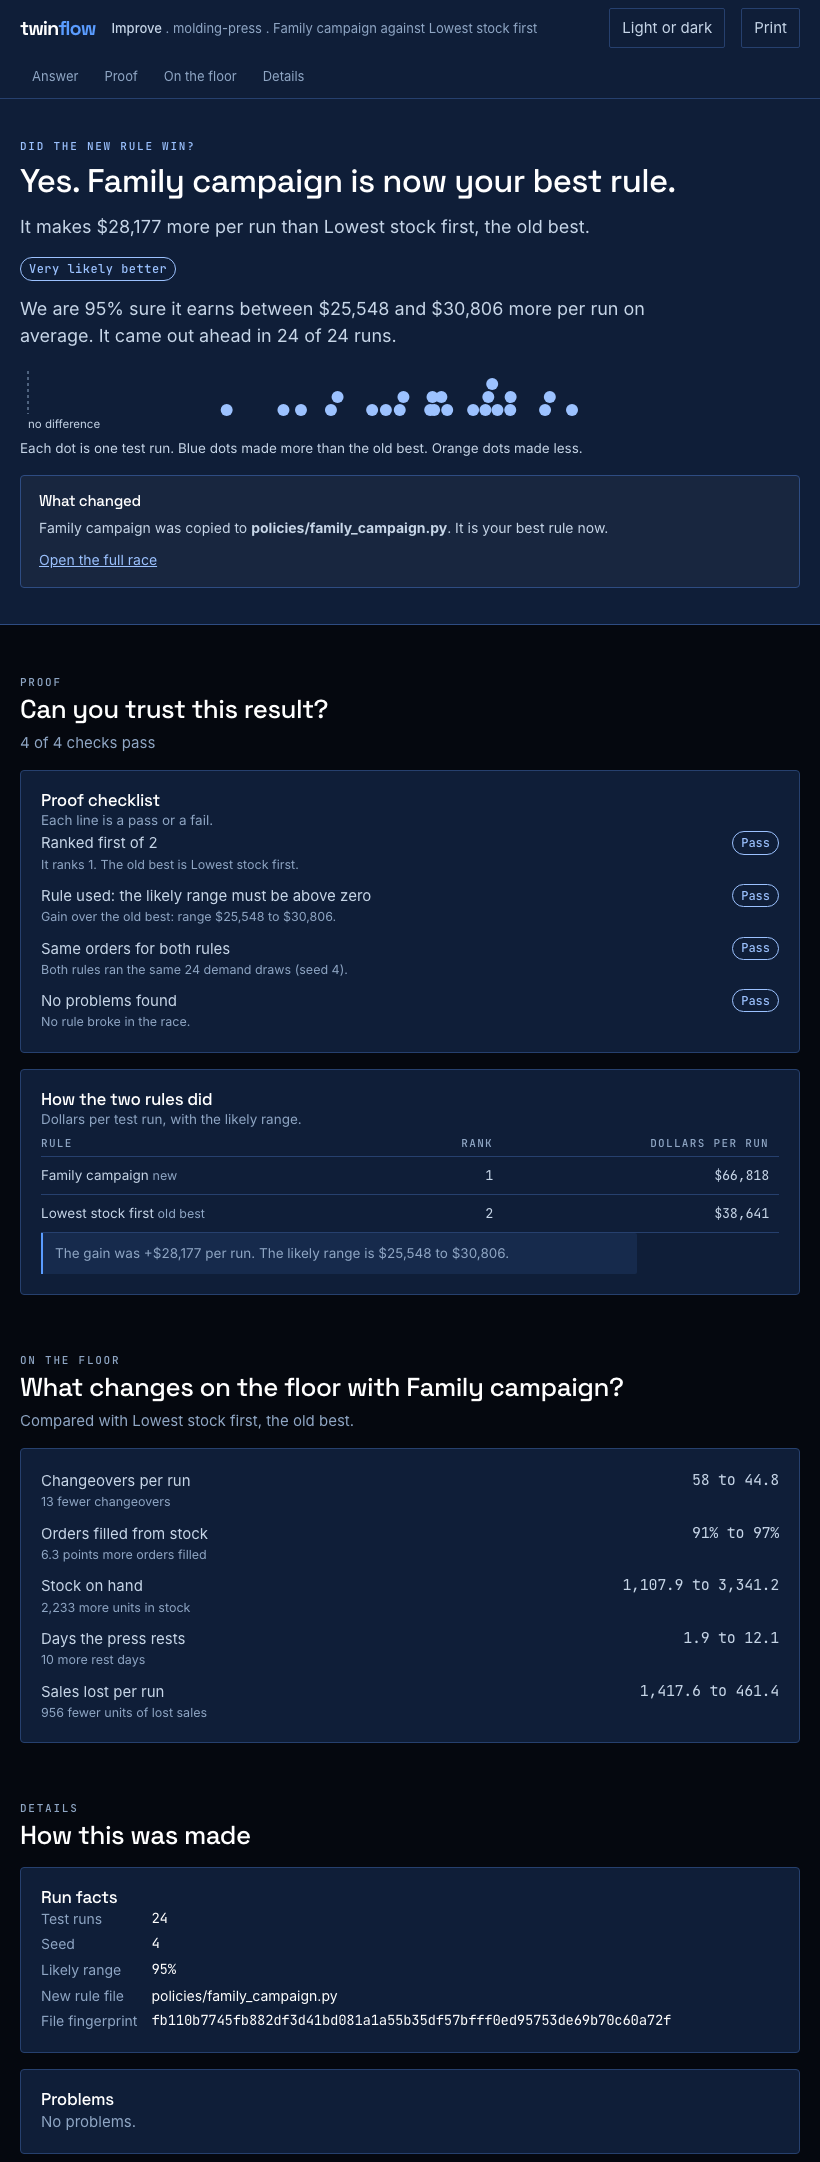 twinflow Improve . molding-press . Family campaign against Lowest stock first Light or dark Print
Answer Proof On the floor Details
DID THE NEW RULE WIN?
Yes. Family campaign is now your best rule.
It makes $28,177 more per run than Lowest stock first, the old best.
Very likely better
We are 95% sure it earns between $25,548 and $30,806 more per run on
average. It came out ahead in 24 of 24 runs.
no difference
Each dot is one test run. Blue dots made more than the old best. Orange dots made less.
What changed
Family campaign was copied to policies/family_campaign.py. It is your best rule now.
Open the full race
PROOF
Can you trust this result?
4 of 4 checks pass
Proof checklist
Each line is a pass or a fail.
Ranked first of 2 Pass
It ranks 1. The old best is Lowest stock first.
Rule used: the likely range must be above zero Pass
Gain over the old best: range $25,548 to $30,806.
Same orders for both rules Pass
Both rules ran the same 24 demand draws (seed 4).
No problems found Pass
No rule broke in the race.
How the two rules did
Dollars per test run, with the likely range.
RULE RANK DOLLARS PER RUN
Family campaign new 1 $66,818
Lowest stock first old best 2 $38,641
The gain was +$28,177 per run. The likely range is $25,548 to $30,806.
ON THE FLOOR
What changes on the floor with Family campaign?
Compared with Lowest stock first, the old best.
Changeovers per run 58 to 44.8
13 fewer changeovers
Orders filled from stock 91% to 97%
6.3 points more orders filled
Stock on hand 1,107.9 to 3,341.2
2,233 more units in stock
Days the press rests 1.9 to 12.1
10 more rest days
Sales lost per run 1,417.6 to 461.4
956 fewer units of lost sales
DETAILS
How this was made
Run facts
Test runs 24
Seed 4
Likely range 95%
New rule file policies/family_campaign.py
File fingerprint fb110b7745fb882df3d41bd081a1a55b35df57bfff0ed95753de69b70c60a72f
Problems
No problems.